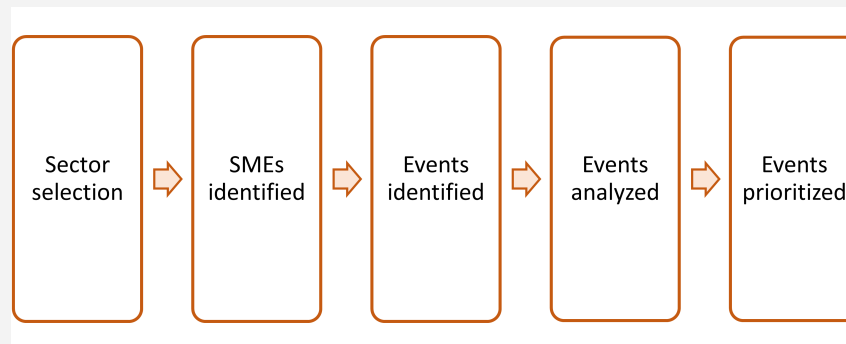 Sector
selection
SMEs
identified
Events
identified
Events
analyzed
Events
prioritized